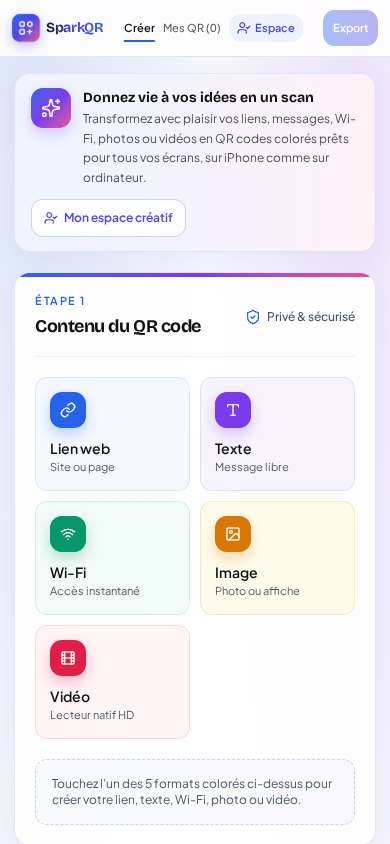 SparkQR
Créer
Mes QR (0)
Espace
Export
Donnez vie à vos idées en un scan
Transformez avec plaisir vos liens, messages, Wi-
Fi, photos ou vidéos en QR codes colorés prêts
pour tous vos écrans, sur iPhone comme sur
ordinateur.
Mon espace créatif
ÉTAPE 1
Contenu du QR code
Privé & sécurisé
Lien web
Site ou page
Texte
Message libre
Wi-Fi
Accès instantané
Image
Photo ou affiche
Vidéo
Lecteur natif HD
Touchez l'un des 5 formats colorés ci-dessus pour
créer votre lien, texte, Wi-Fi, photo ou vidéo.